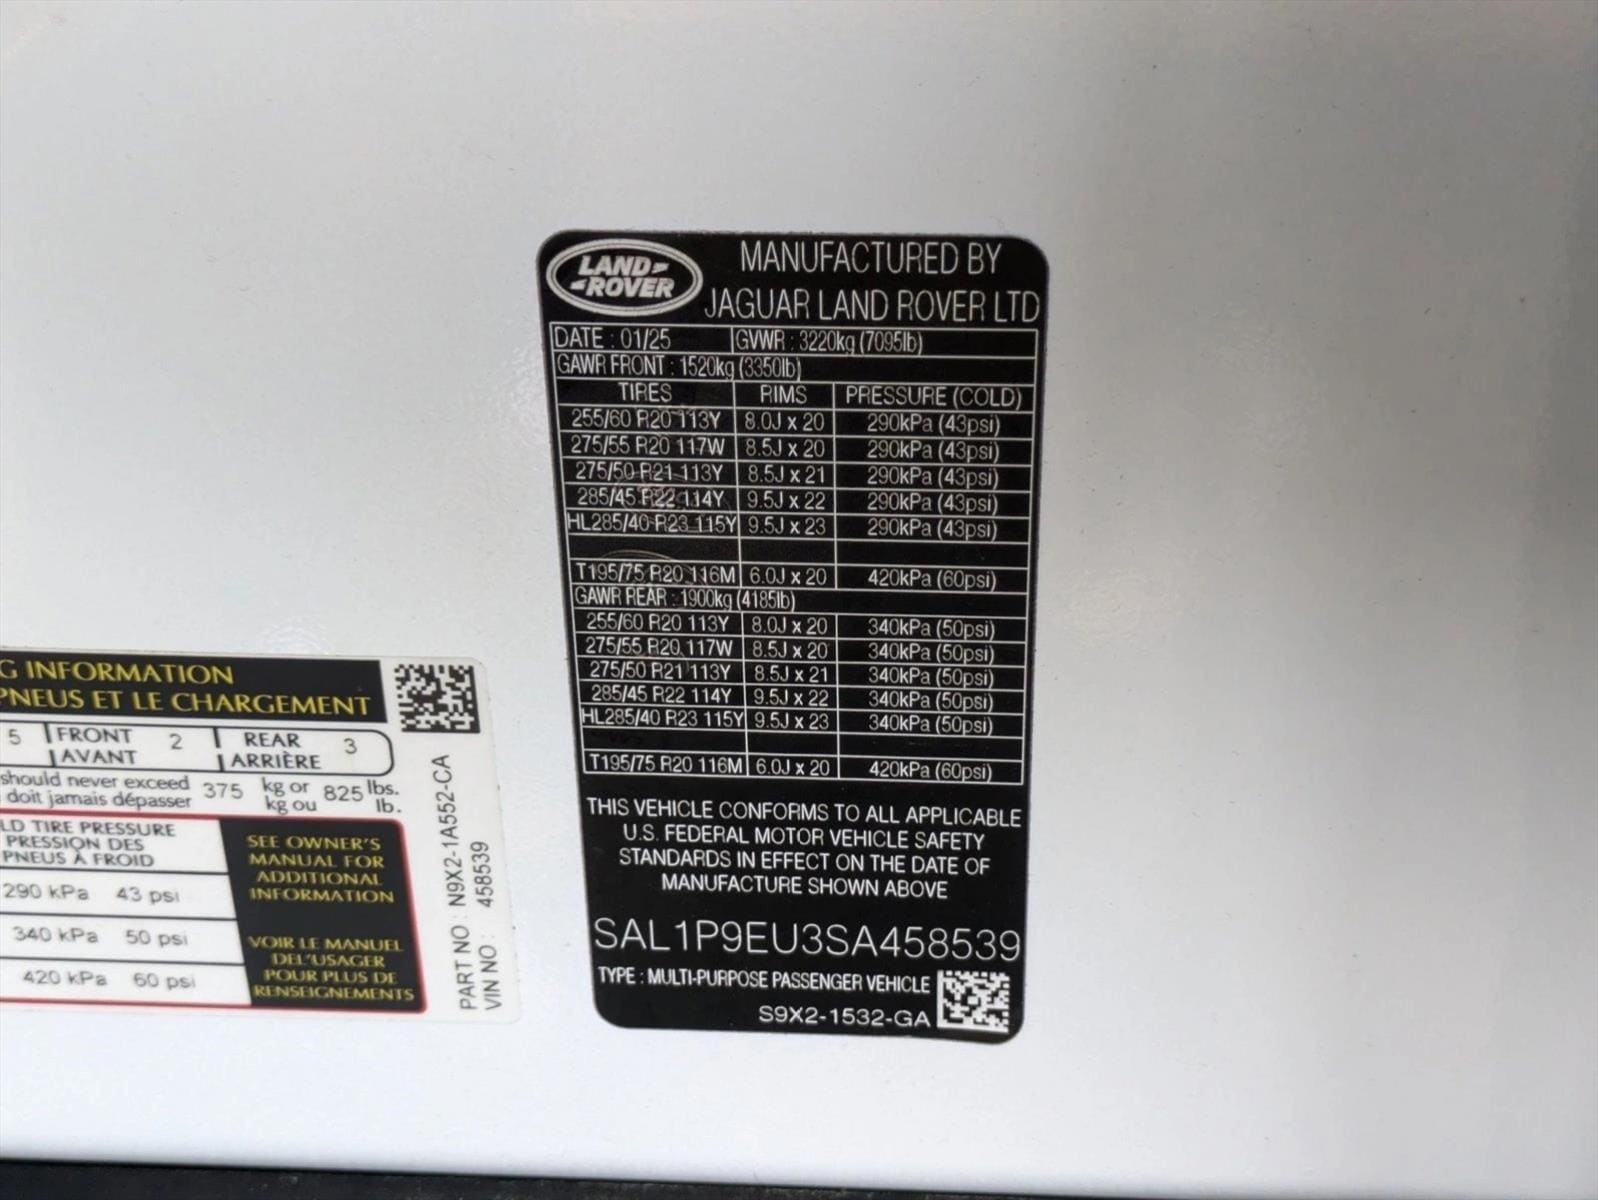 LAND-
-ROVER
MANUFACTURED BY
JAGUAR LAND ROVER LTD
DATE : 01/25 GVWR : 3220kg (7095lb)
GAWR FRONT : 1520kg (3350lb)
TIRES RIMS PRESSURE (COLD)
255/60 R20 113Y 8.0J x 20 290kPa (43psi)
275/55 R20 117W 8.5J x 20 290kPa (43psi)
275/50 R21 113Y 8.5J x 21 290kPa (43psi)
285/45 R22 114Y 9.5J x 22 290kPa (43psi)
HL285/40 R23 115Y 9.5J x 23 290kPa (43psi)
T195/75 R20 116M 6.0J x 20 420kPa (60psi)
GAWR REAR : 1900kg (4185lb)
255/60 R20 113Y 8.0J x 20 340kPa (50psi)
275/55 R20 117W 8.5J x 20 340kPa (50psi)
275/50 R21 113Y 8.5J x 21 340kPa (50psi)
285/45 R22 114Y 9.5J x 22 340kPa (50psi)
HL285/40 R23 115Y 9.5J x 23 340kPa (50psi)
T195/75 R20 116M 6.0J x 20 420kPa (60psi)
THIS VEHICLE CONFORMS TO ALL APPLICABLE
U.S. FEDERAL MOTOR VEHICLE SAFETY
STANDARDS IN EFFECT ON THE DATE OF
MANUFACTURE SHOWN ABOVE
SAL1P9EU3SA458539
TYPE : MULTI-PURPOSE PASSENGER VEHICLE
S9X2-1532-GA
G INFORMATION
PNEUS ET LE CHARGEMENT
5 FRONT 2 REAR 3
AVANT ARRIÈRE
should never exceed 375 kg or 825 lbs.
doit jamais dépasser kg ou lb.
LD TIRE PRESSURE
PRESSION DES
PNEUS À FROID
290 kPa 43 psi
340 kPa 50 psi
420 kPa 60 psi
SEE OWNER'S
MANUAL FOR
ADDITIONAL
INFORMATION
VOIR LE MANUEL
DEL'USAGER
POUR PLUS DE
RENSEIGNEMENTS
PART NO : N9X2-1A552-CA
VIN NO : 458539